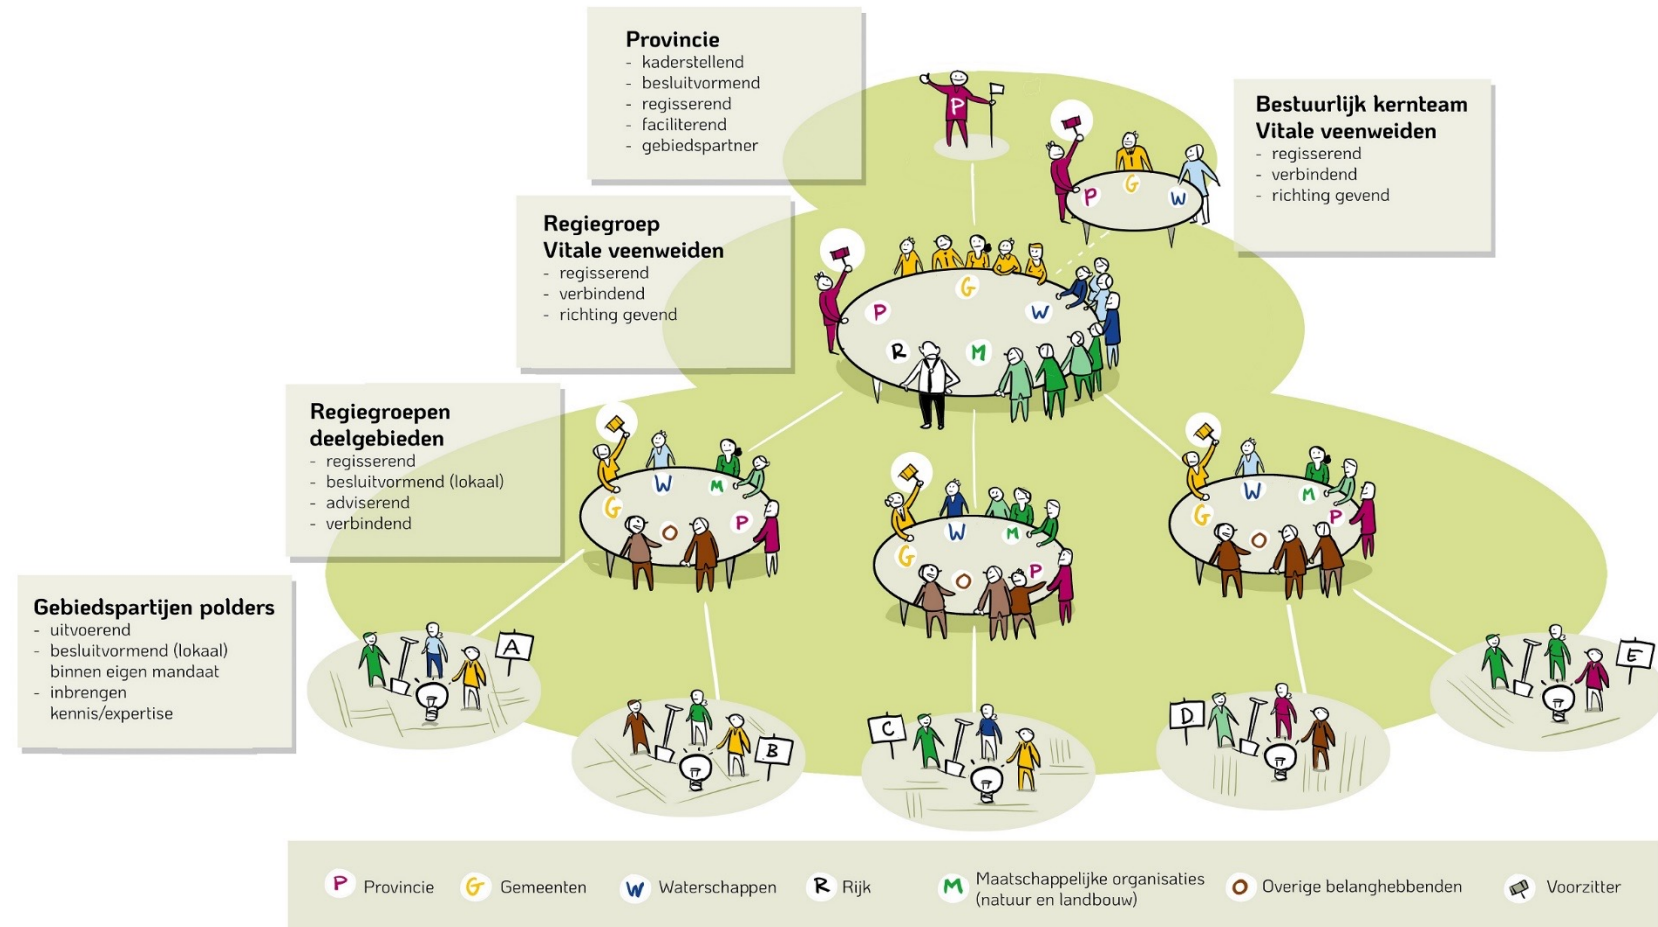 Provincie
- kaderstellend
- besluitvormend
- regisserend
- faciliterend
- gebiedspartner
P
Bestuurlijk kernteam
Vitale veenweiden
- regisserend
- verbindend
- richting gevend
P
G
W
Regiegroep
Vitale veenweiden
- regisserend
- verbindend
- richting gevend
G
P
W
R
M
Regiegroepen
deelgebieden
- regisserend
- besluitvormend (lokaal)
- adviserend
- verbindend
W
M
G
P
O
W
M
G
P
O
W
M
G
P
O
Gebiedspartijen polders
- uitvoerend
- besluitvormend (lokaal)
binnen eigen mandaat
- inbrengen
kennis/expertise
A
B
C
D
E
P Provincie
G Gemeenten
W Waterschappen
R Rijk
M Maatschappelijke organisaties
(natuur en landbouw)
O Overige belanghebbenden
Voorzitter